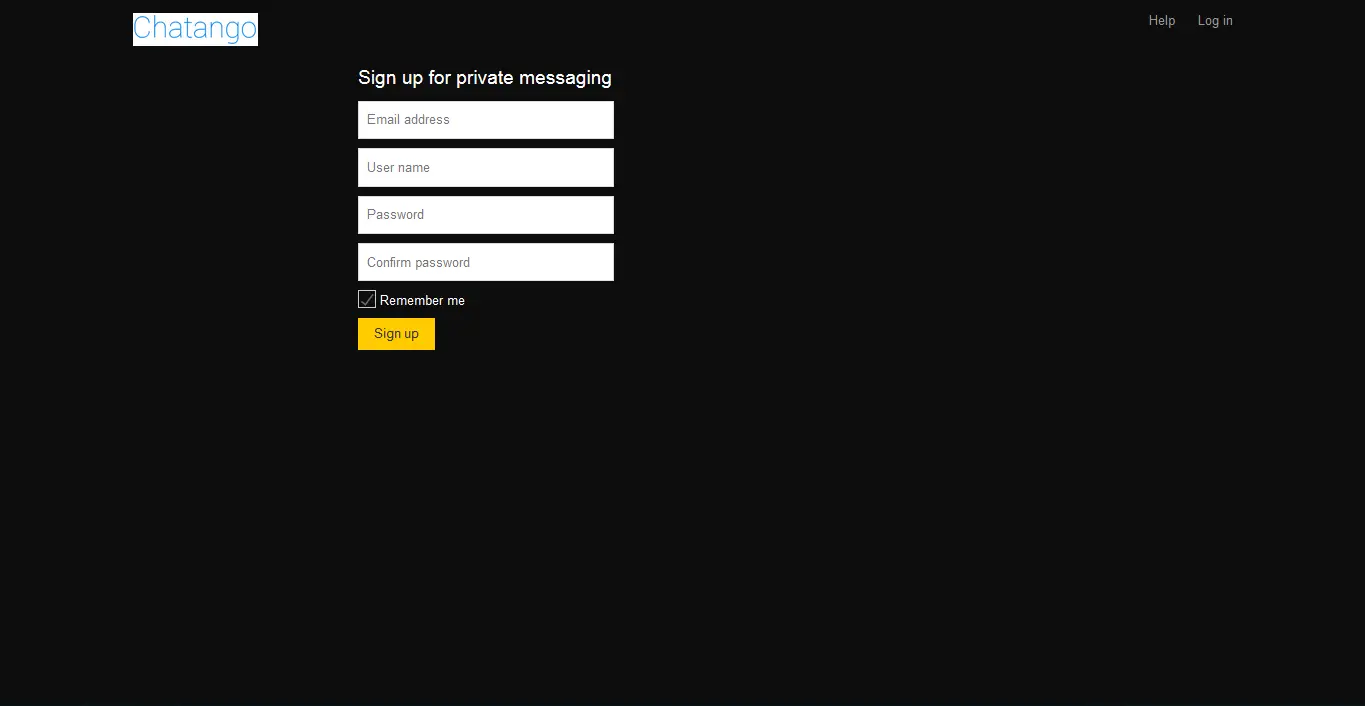 Chatango
Help
Log in
Sign up for private messaging
Email address
User name
Password
Confirm password
Remember me
Sign up